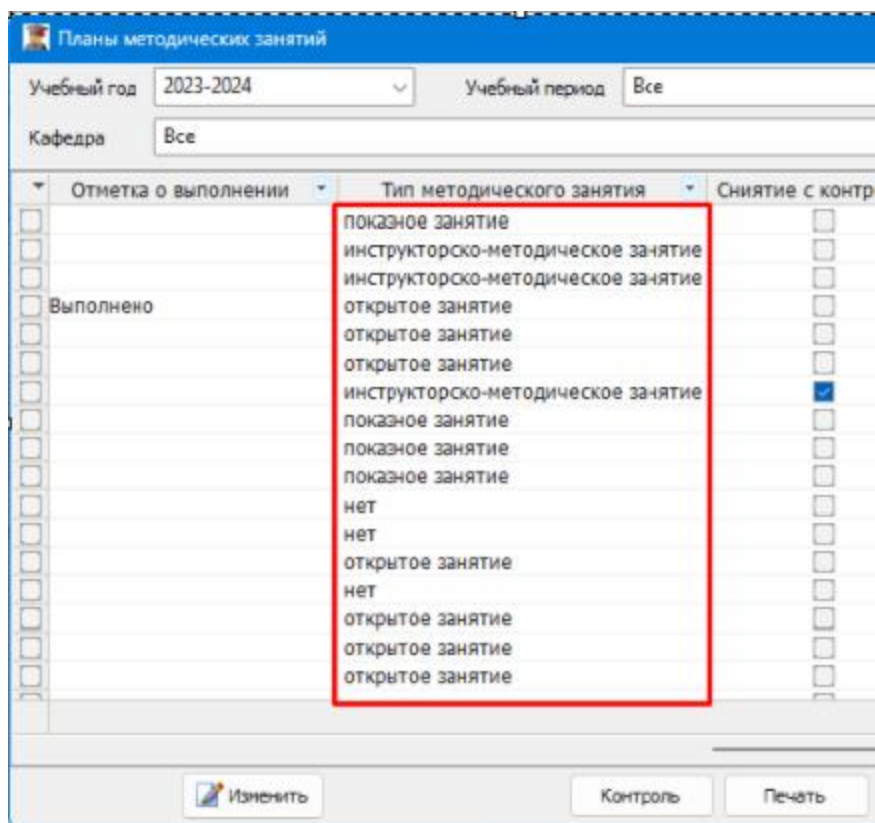 Планы методических занятий
Учебный год 2023-2024 Учебный период Все
Кафедра Все
Отметка о выполнении Тип методического занятия Сниятие с контр
показное занятие
инструкторско-методическое занятие
инструкторско-методическое занятие
Выполнено открытое занятие
открытое занятие
открытое занятие
инструкторско-методическое занятие
показное занятие
показное занятие
показное занятие
нет
нет
открытое занятие
нет
открытое занятие
открытое занятие
открытое занятие
Изменить Контроль Печать